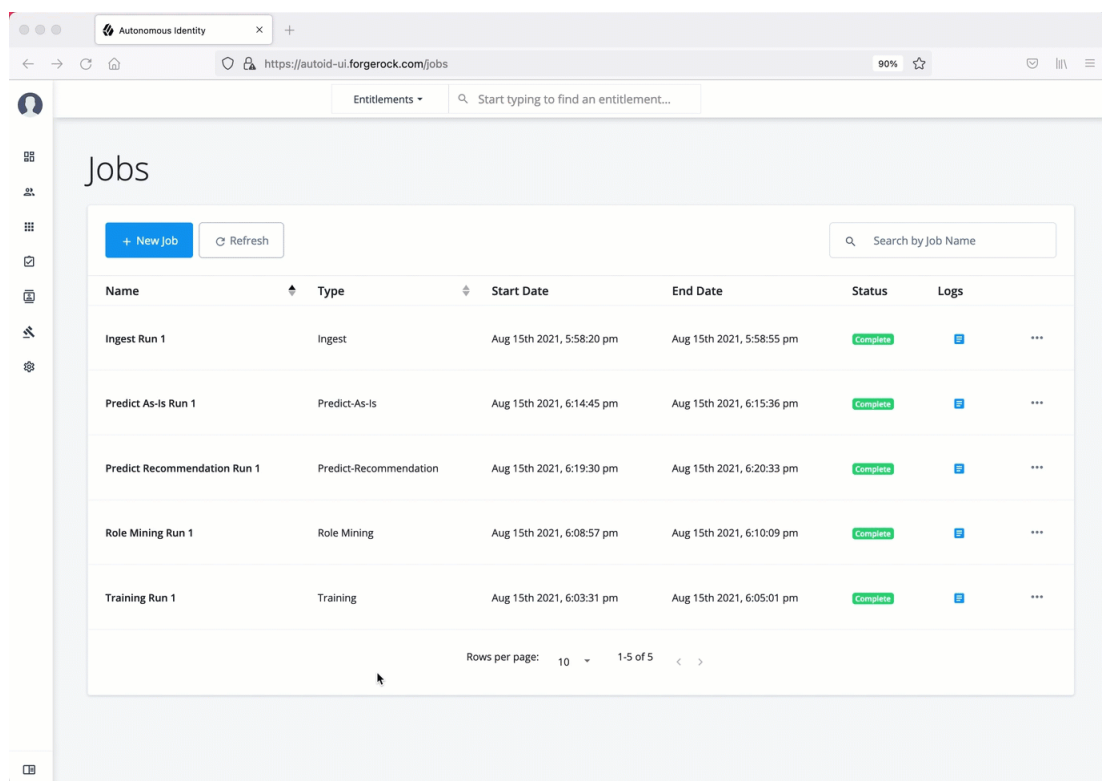 Autonomous Identity
https://autoid-ui.forgerock.com/jobs
90%
Entitlements
Start typing to find an entitlement...
Jobs
+ New Job
Refresh
Search by Job Name
Name Type Start Date End Date Status Logs
Ingest Run 1 Ingest Aug 15th 2021, 5:58:20 pm Aug 15th 2021, 5:58:55 pm Complete
Predict As-Is Run 1 Predict-As-Is Aug 15th 2021, 6:14:45 pm Aug 15th 2021, 6:15:36 pm Complete
Predict Recommendation Run 1 Predict-Recommendation Aug 15th 2021, 6:19:30 pm Aug 15th 2021, 6:20:33 pm Complete
Role Mining Run 1 Role Mining Aug 15th 2021, 6:08:57 pm Aug 15th 2021, 6:10:09 pm Complete
Training Run 1 Training Aug 15th 2021, 6:03:31 pm Aug 15th 2021, 6:05:01 pm Complete
Rows per page: 10 1-5 of 5